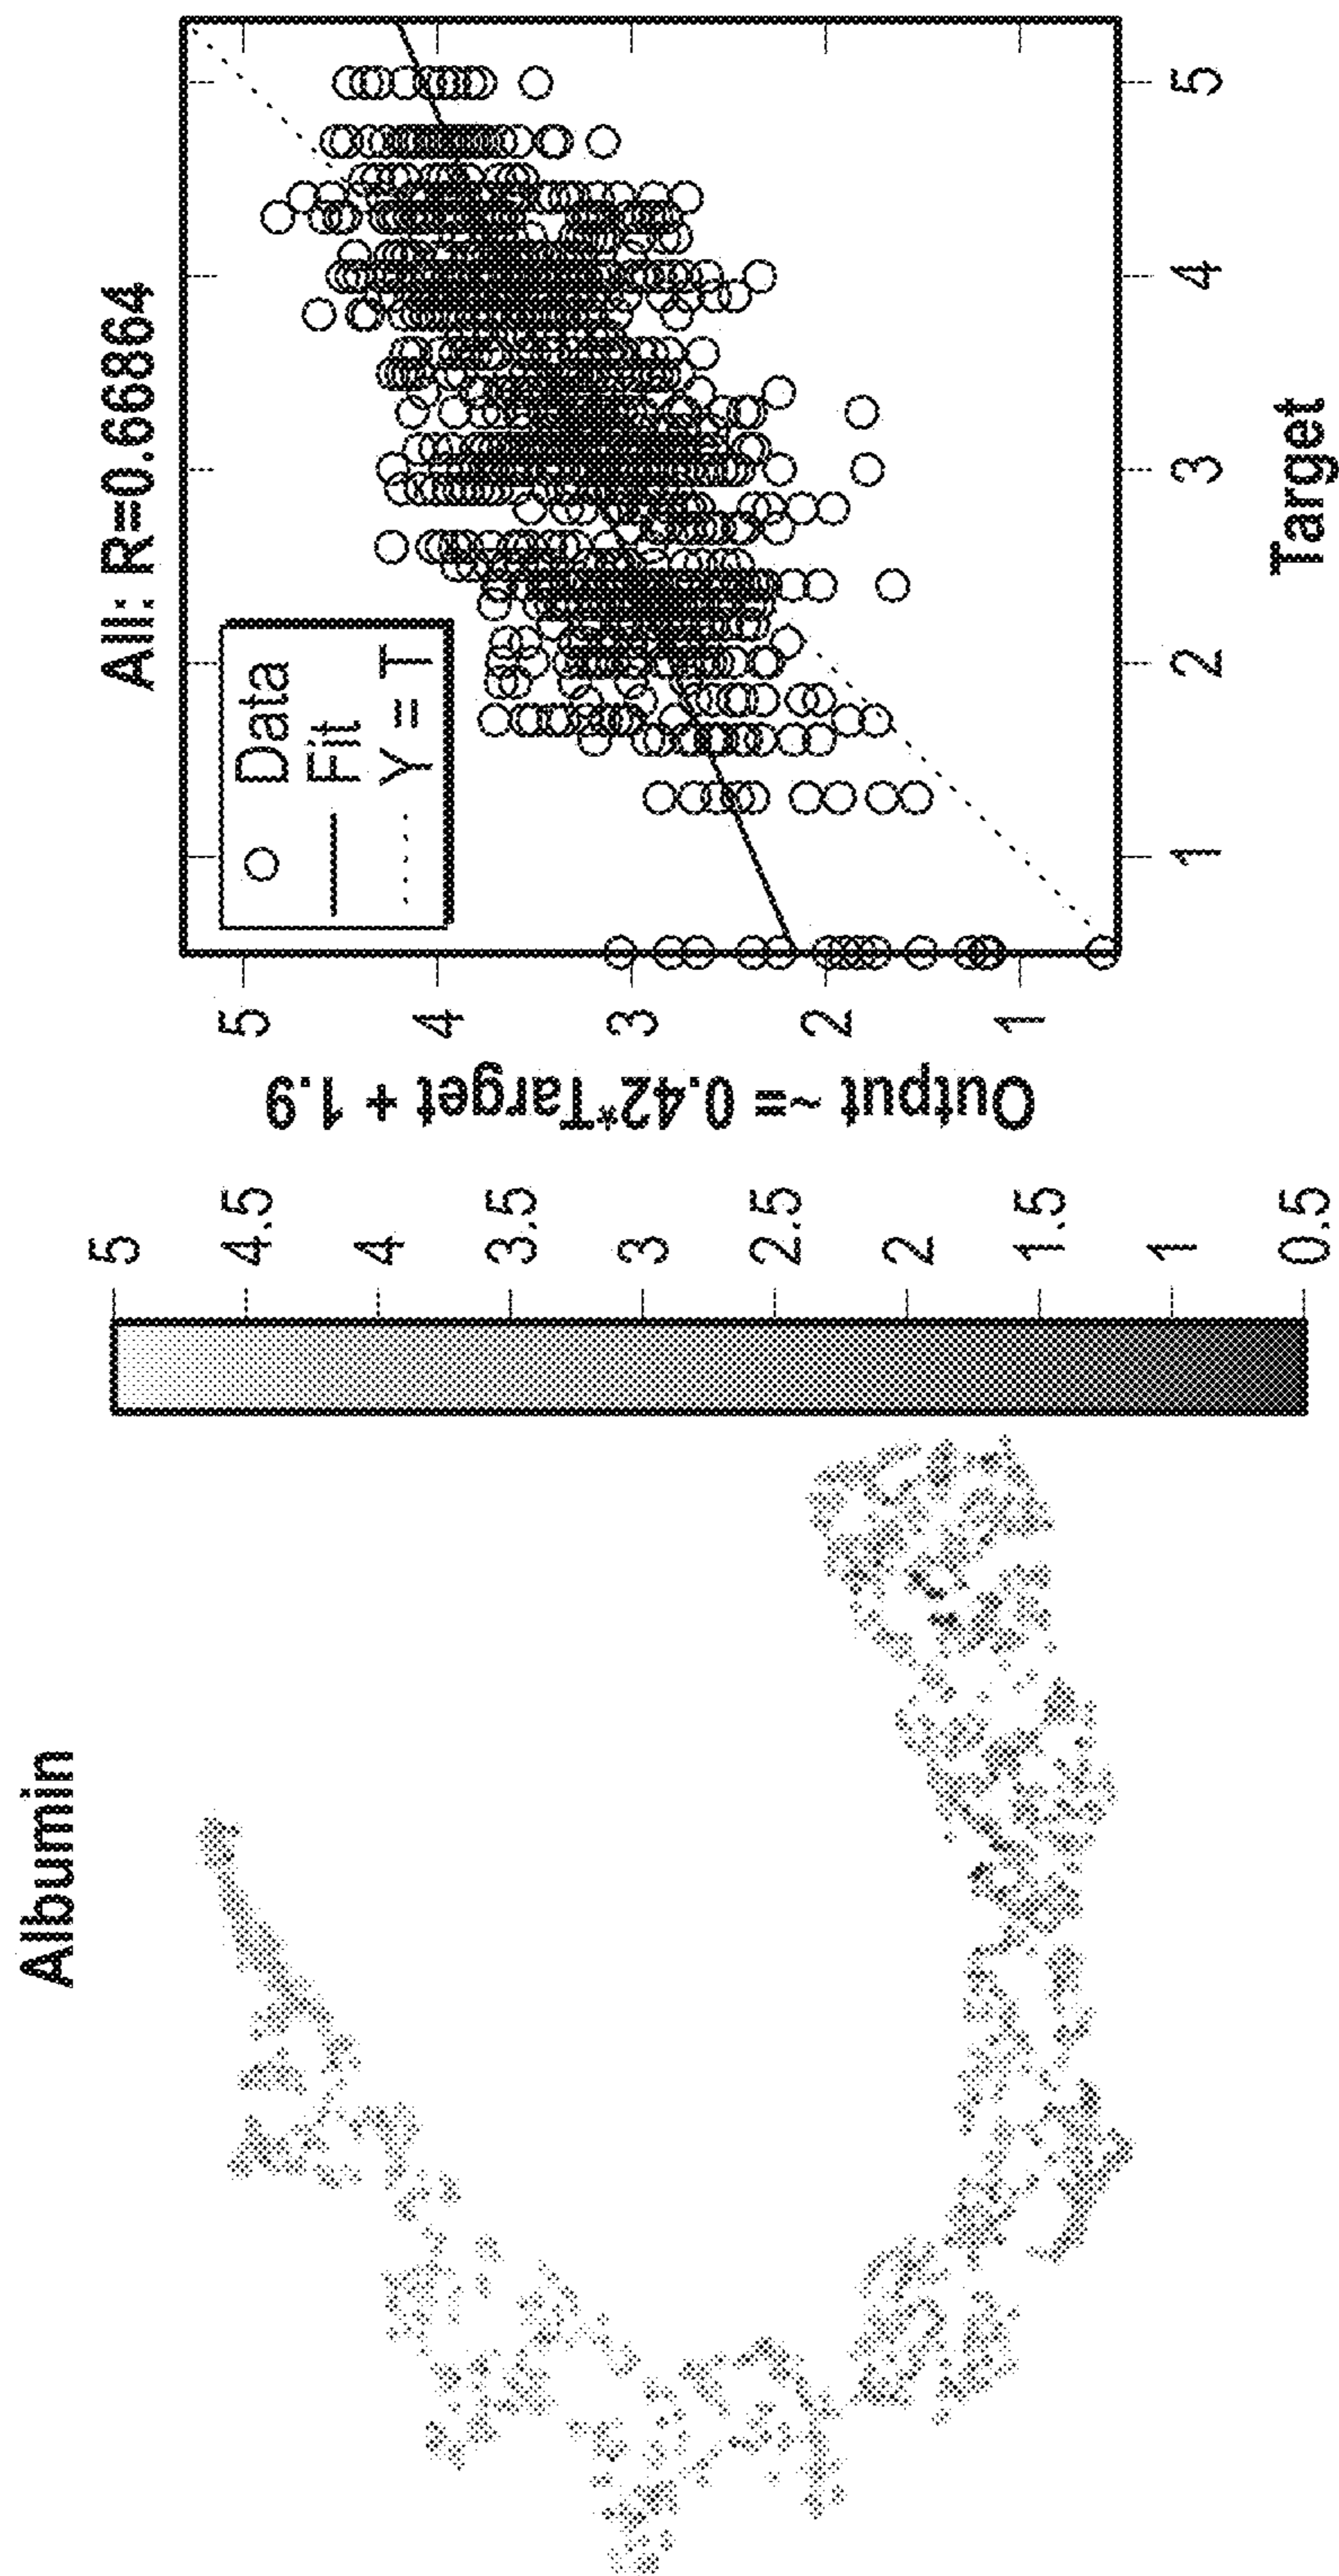 Albumin
5
4.5
4
3.5
3
2.5
2
1.5
1
0.5
All: R=0.66864
Output ~= 0.42*Target + 1.9
5
4
3
2
1
Data
Fit
Y = T
1 2 3 4 5
Target